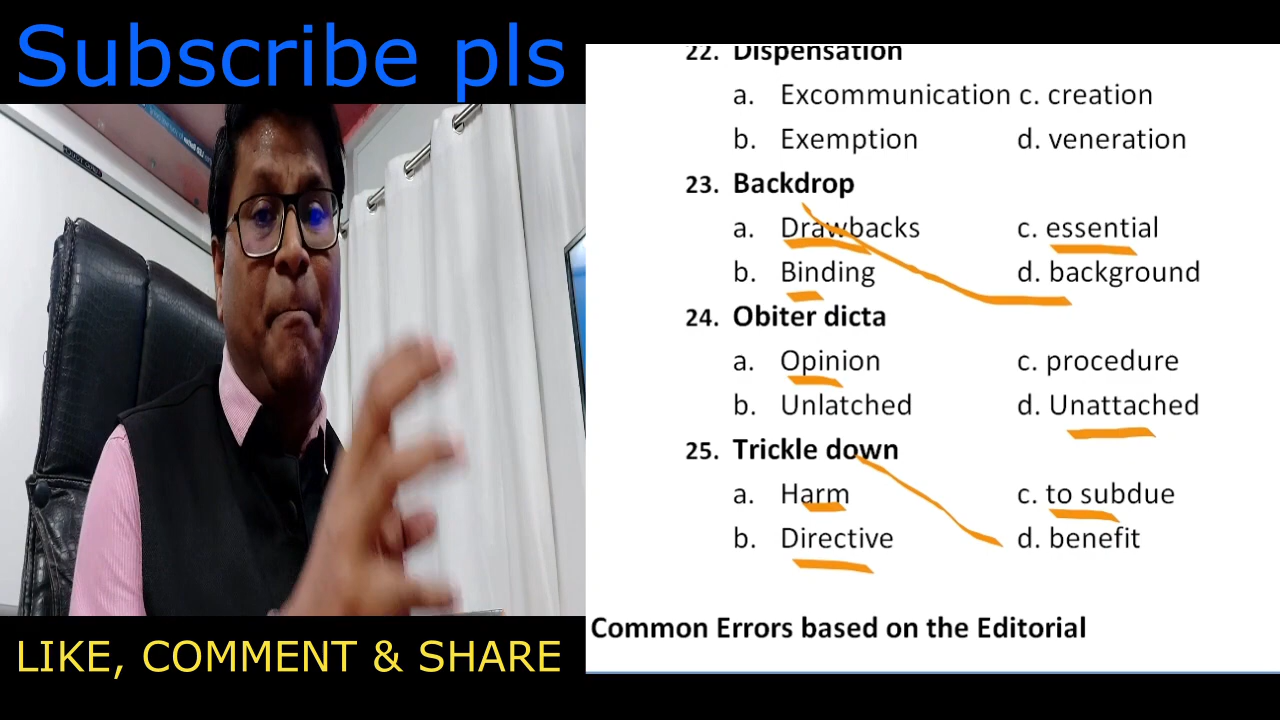 Subscribe pls
22. Dispensation
a. Excommunication c. creation
b. Exemption d. veneration
23. Backdrop
a. Drawbacks c. essential
b. Binding d. background
24. Obiter dicta
a. Opinion c. procedure
b. Unlatched d. Unattached
25. Trickle down
a. Harm c. to subdue
b. Directive d. benefit
Common Errors based on the Editorial
LIKE, COMMENT & SHARE